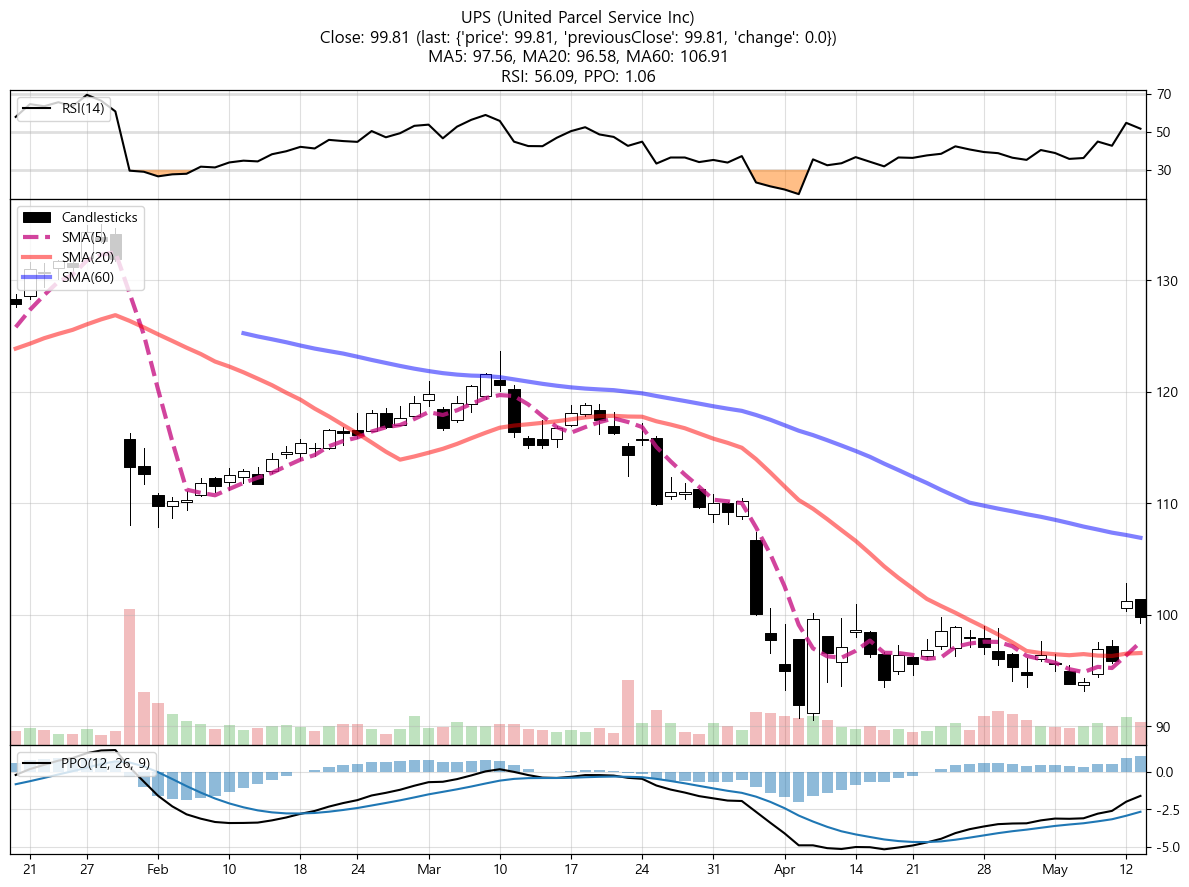 UPS (United Parcel Service Inc)
Close: 99.81 (last: {'price': 99.81, 'previousClose': 99.81, 'change': 0.0})
MA5: 97.56, MA20: 96.58, MA60: 106.91
RSI: 56.09, PPO: 1.06
RSI(14)
70
50
30
Candlesticks
SMA(5)
SMA(20)
SMA(60)
130
120
110
100
90
PPO(12, 26, 9)
0.0
-2.5
-5.0
21 27 Feb 10 18 24 Mar 10 17 24 31 Apr 14 21 28 May 12